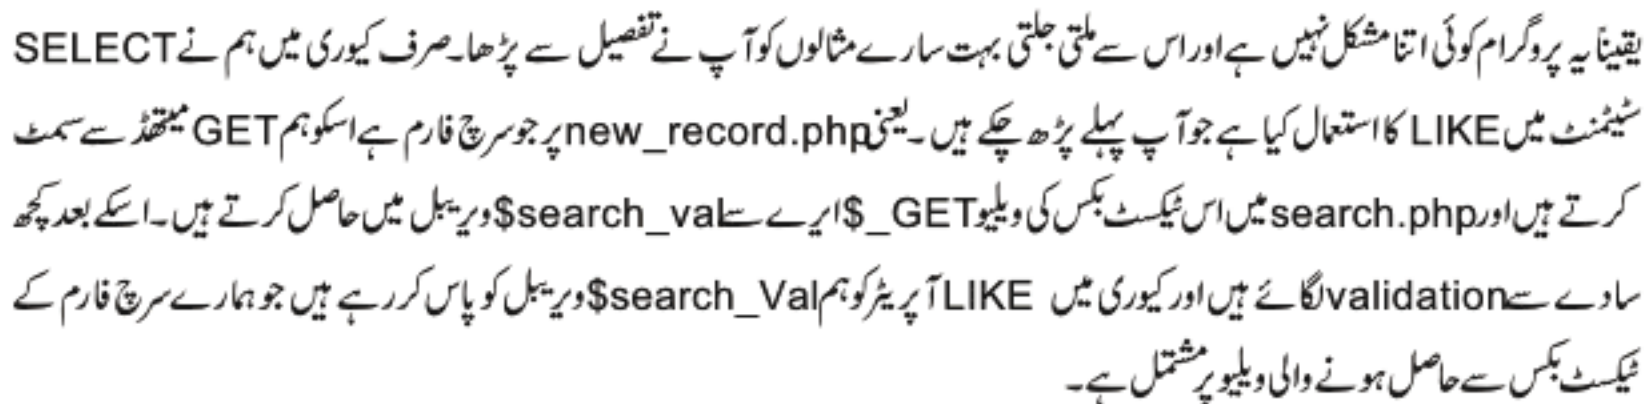 یقیناً یہ پروگرام کوئی اتنا مشکل نہیں ہے اور اس سے ملتی جلتی بہت سارے مثالوں کو آپ نے تفصیل سے پڑھا۔صرف کیوری میں ہم نے SELECT
سٹیٹمنٹ میں LIKE کا استعمال کیا ہے جو آپ پہلے پڑھ چکے ہیں ۔یعنی new_record.php پر جو سرچ فارم ہے اسکو ہم GET میتھڈ سے سمٹ
کرتے ہیں اور search.php میں اس ٹیکسٹ بکس کی ویلیو $_GET ایرے سے $search_val ویریبل میں حاصل کرتے ہیں۔اسکے بعد کچھ
سادے سے validation لگائے ہیں اور کیوری میں LIKE آپریٹر کو ہم $search_Val ویریبل کو پاس کر رہے ہیں جو ہمارے سرچ فارم کے
ٹیکسٹ بکس سے حاصل ہونے والی ویلیو پر مشتمل ہے۔